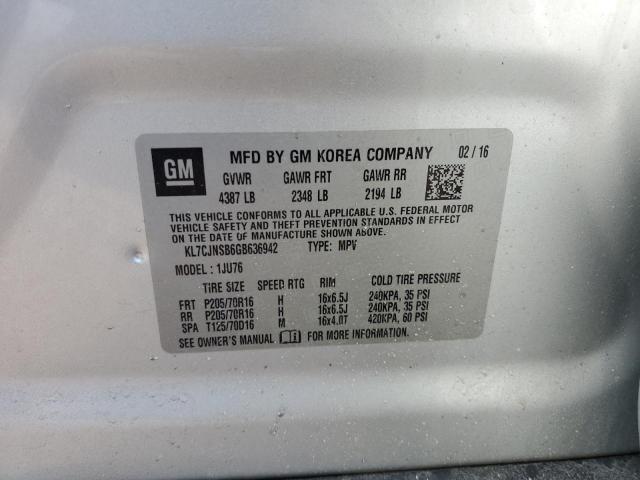 GM
MFD BY GM KOREA COMPANY 02/16
GVWR GAWR FRT GAWR RR
4387 LB 2348 LB 2194 LB
THIS VEHICLE CONFORMS TO ALL APPLICABLE U.S. FEDERAL MOTOR
VEHICLE SAFETY AND THEFT PREVENTION STANDARDS IN EFFECT
ON THE DATE OF MANUFACTURE SHOWN ABOVE.
KL7CJNSB6GB636942 TYPE: MPV
MODEL: 1JU76
TIRE SIZE SPEED RTG RIM COLD TIRE PRESSURE
FRT P205/70R16 H 16x6.5J 240KPA, 35 PSI
RR P205/70R16 H 16x6.5J 240KPA, 35 PSI
SPA T125/70D16 M 16x4.0T 420KPA, 60 PSI
SEE OWNER'S MANUAL FOR MORE INFORMATION.